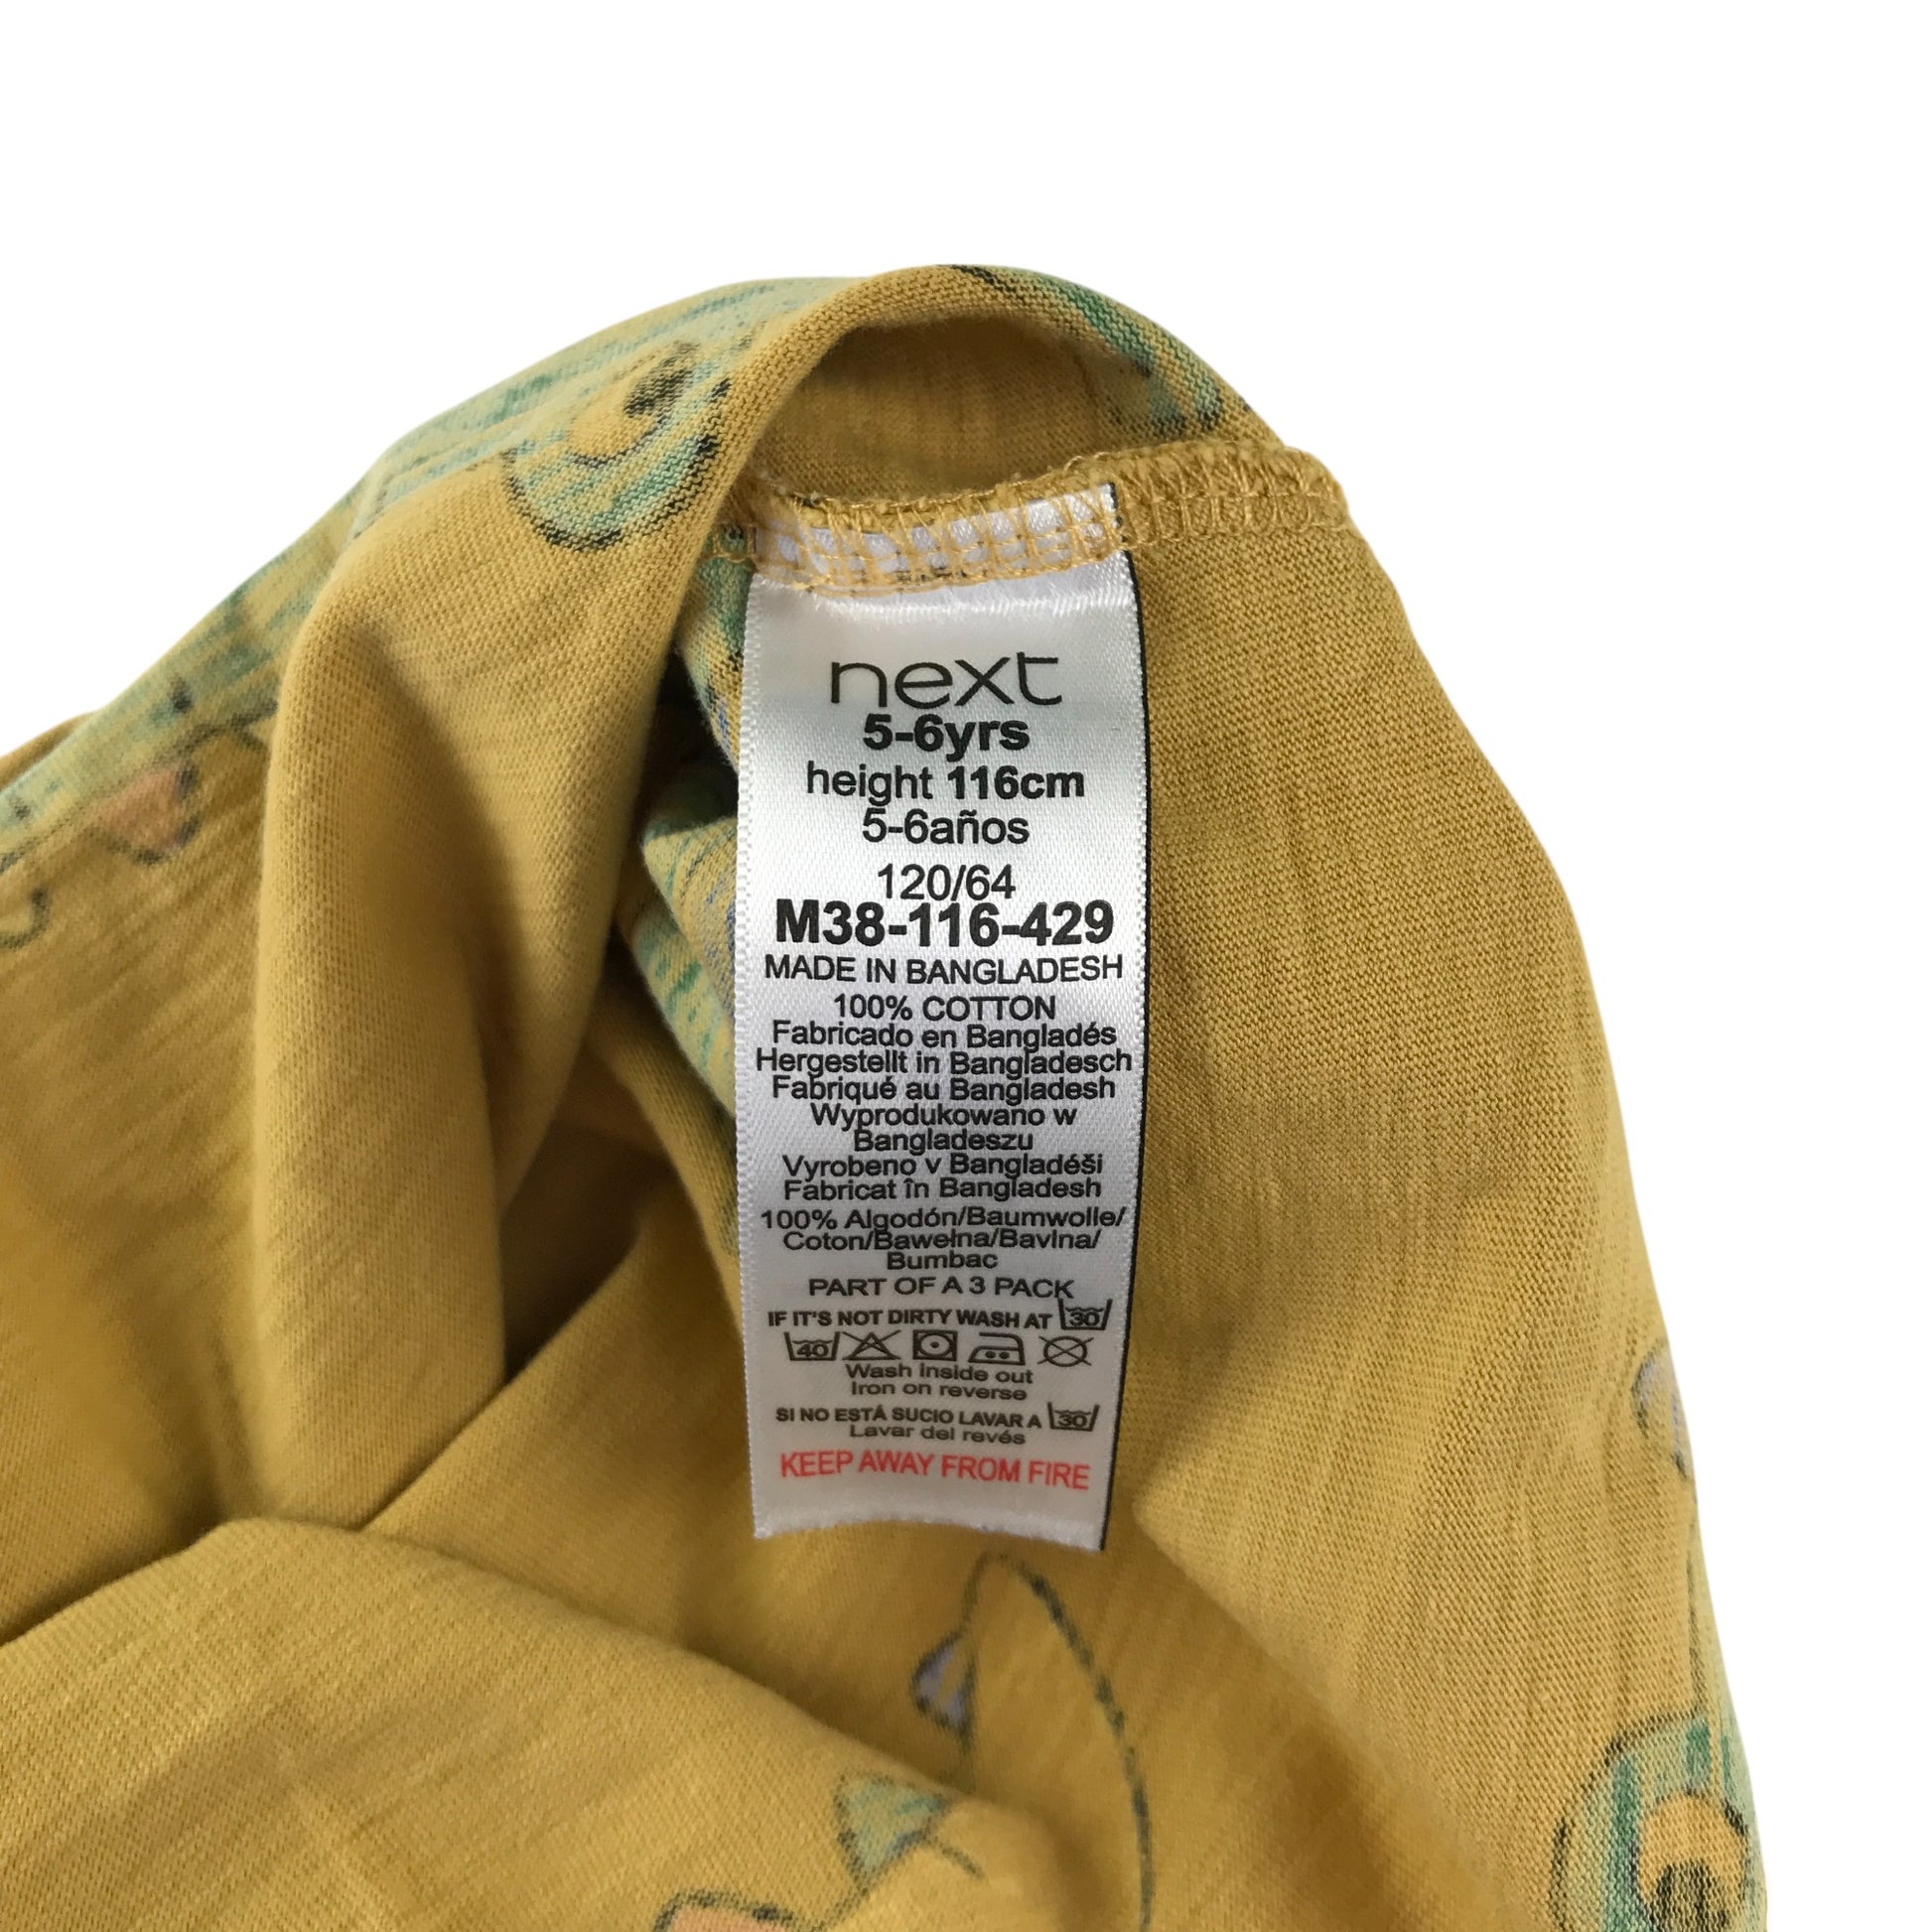 next
5-6yrs
height 116cm
5-6años
120/64
M38-116-429
MADE IN BANGLADESH
100% COTTON
Fabricado en Bangladés
Hergestellt in Bangladesch
Fabriqué au Bangladesh
Wyprodukowano w
Bangladeszu
Vyrobeno v Bangladéši
Fabricat în Bangladesh
100% Algodón/Baumwolle/
Coton/Bawełna/Bavlna/
Bumbac
PART OF A 3 PACK
IF IT'S NOT DIRTY WASH AT 30
40
Wash inside out
Iron on reverse
SI NO ESTÁ SUCIO LAVAR A 30
Lavar del revés
KEEP AWAY FROM FIRE